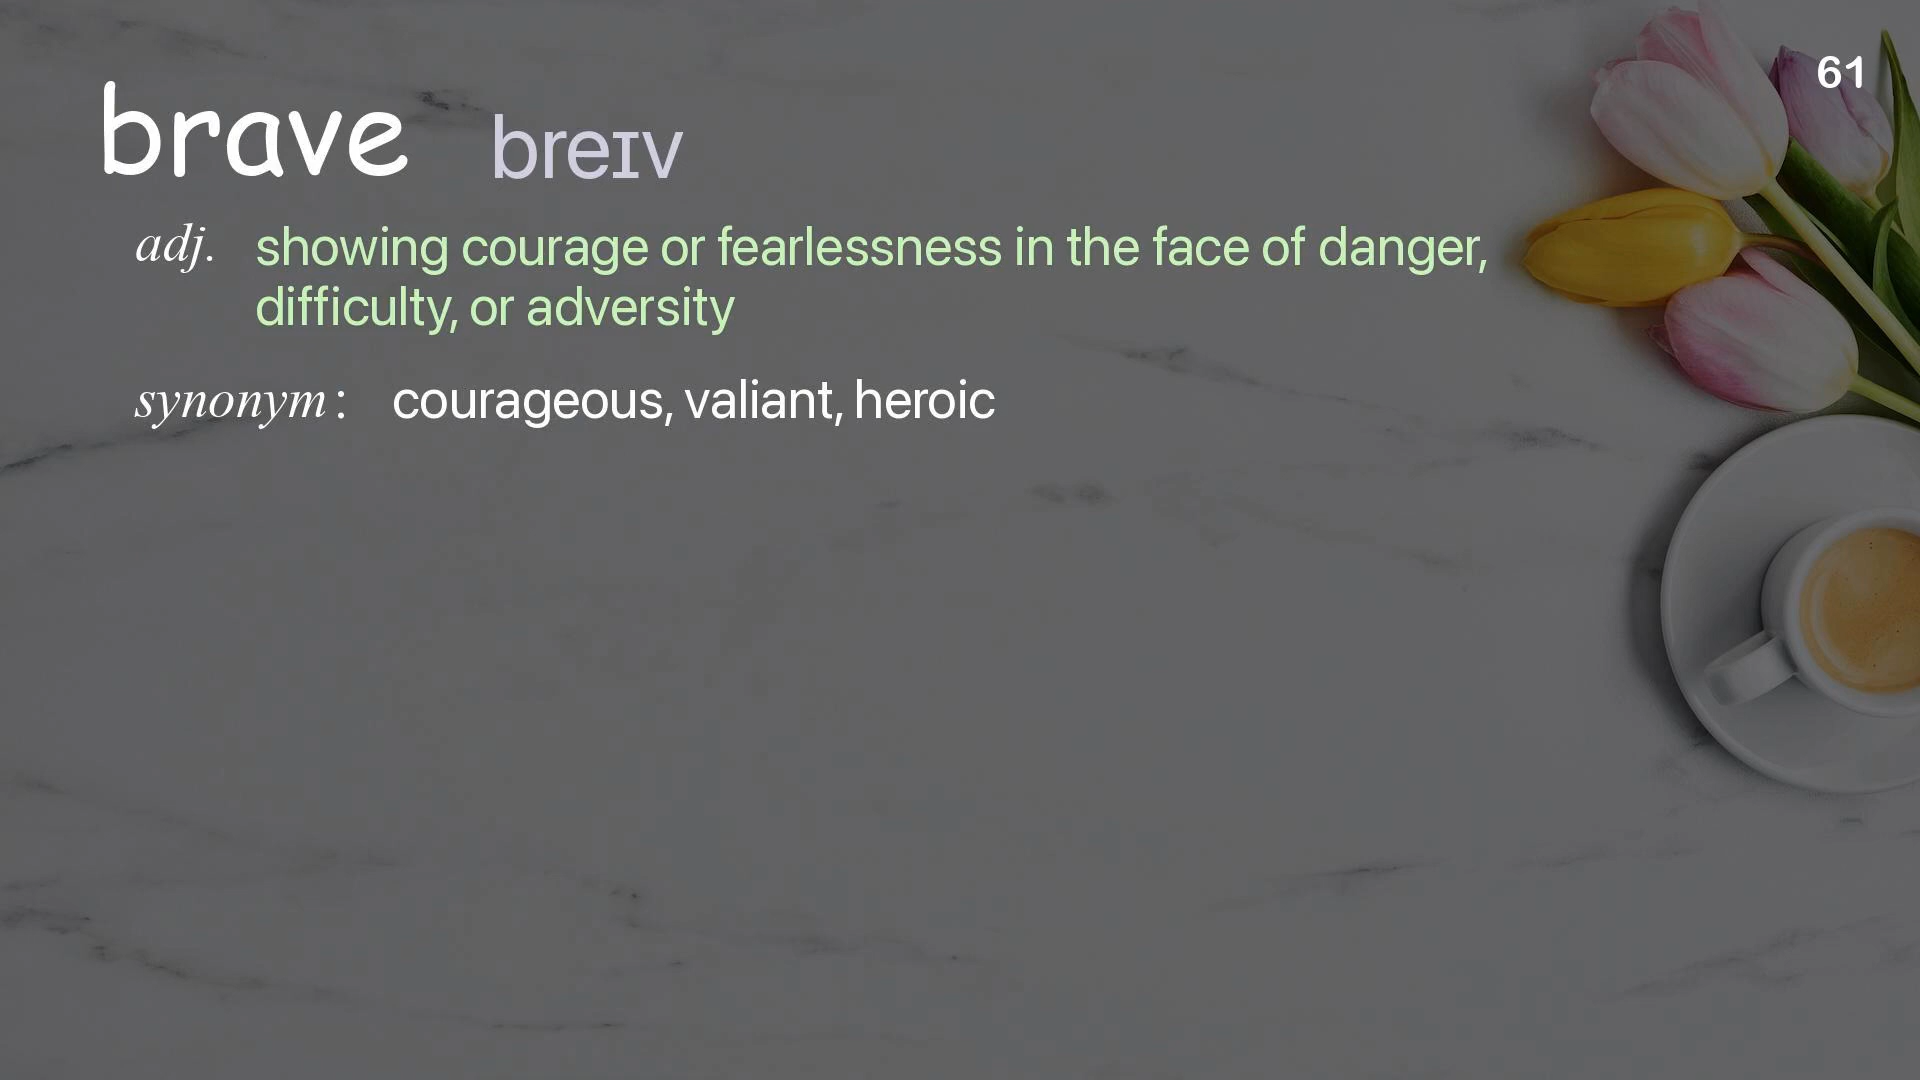 61
brave breɪv
adj. showing courage or fearlessness in the face of danger,
difficulty, or adversity
synonym : courageous, valiant, heroic